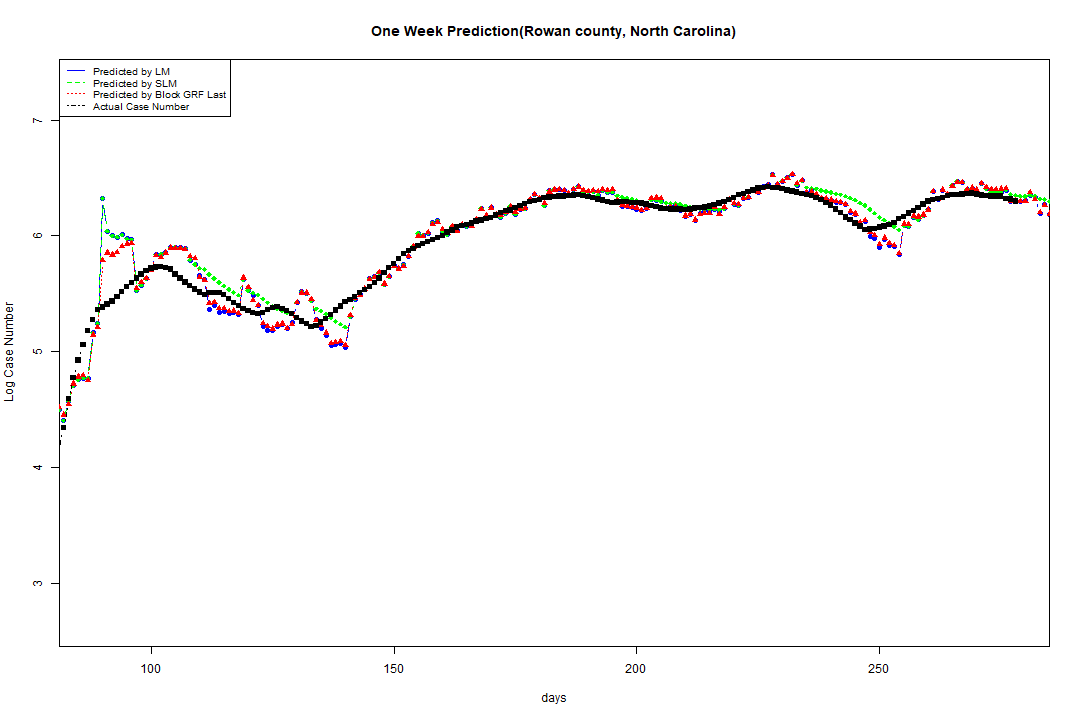 One Week Prediction(Rowan county, North Carolina)
Predicted by LM
Predicted by SLM
Predicted by Block GRF Last
Actual Case Number
7
6
5
4
3
Log Case Number
100 150 200 250
days